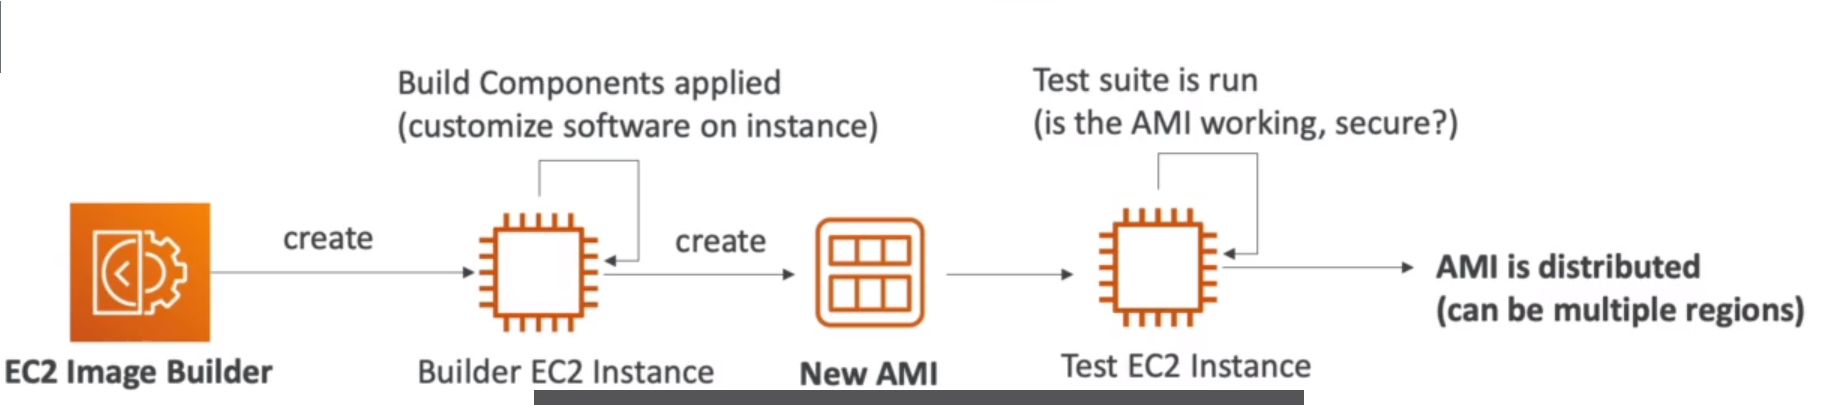 Build Components applied
(customize software on instance)
Test suite is run
(is the AMI working, secure?)
create
create
AMI is distributed
(can be multiple regions)
EC2 Image Builder
Builder EC2 Instance
New AMI
Test EC2 Instance